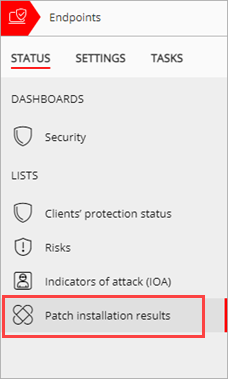 Endpoints
STATUS SETTINGS TASKS
DASHBOARDS
Security
LISTS
Clients' protection status
Risks
Indicators of attack (IOA)
Patch installation results